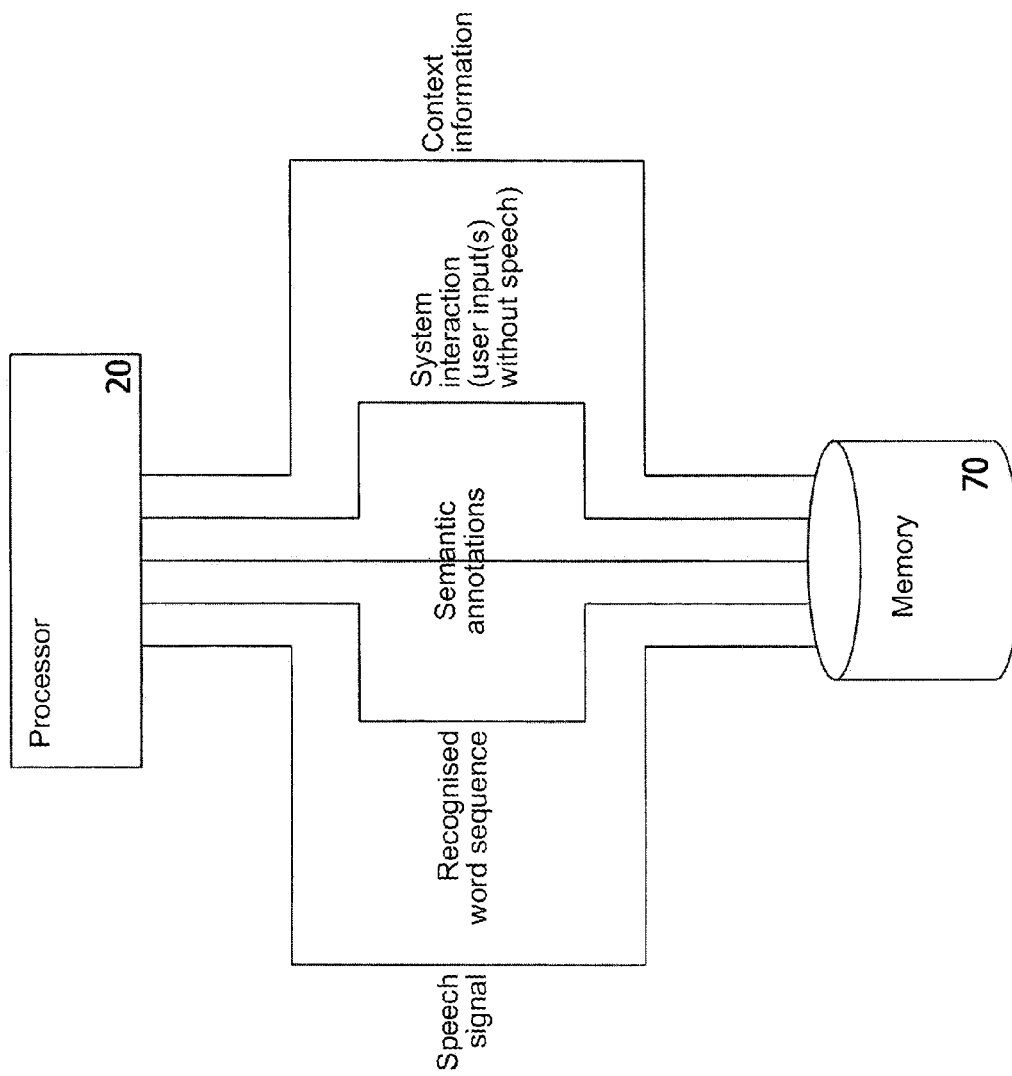 Processor
20
Speech
signal
Recognised
word sequence
Semantic
annotations
System
interaction
(user input(s)
without speech)
Context
information
Memory
70